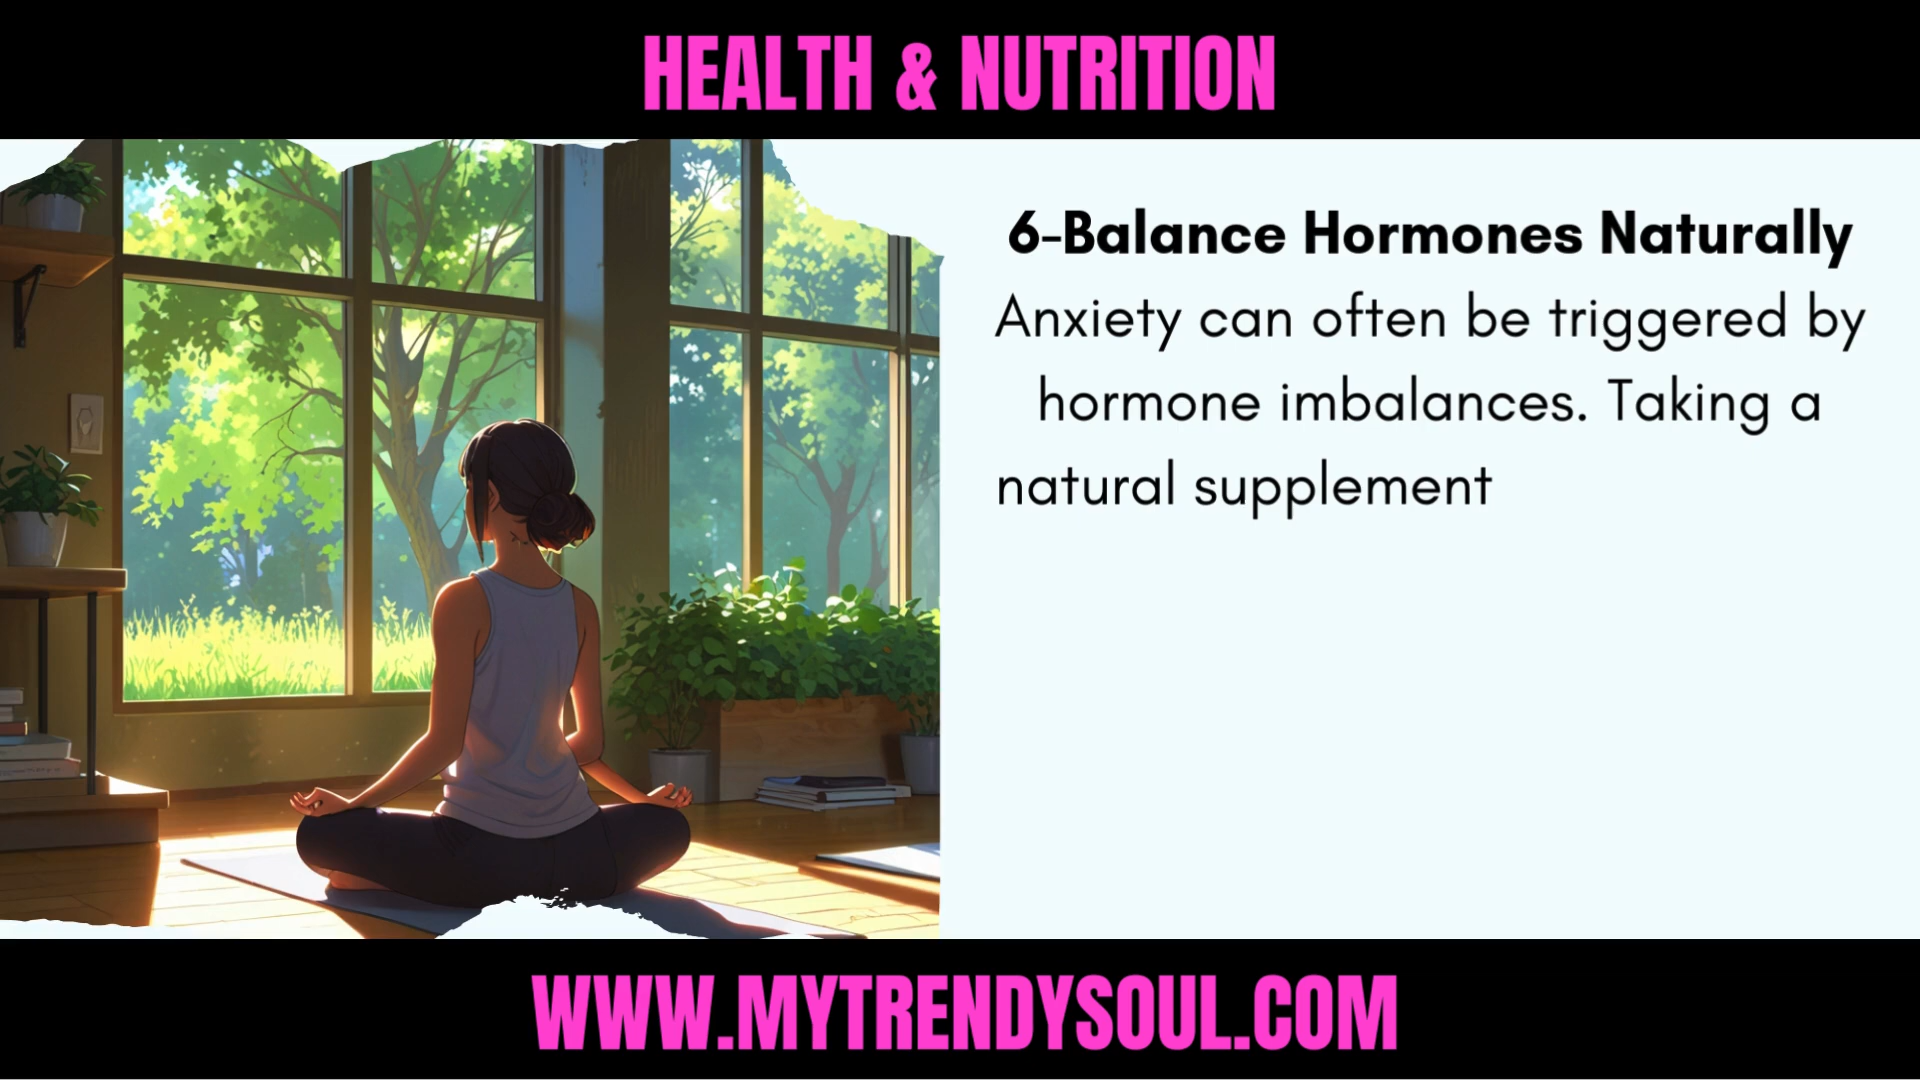 HEALTH & NUTRITION
6-Balance Hormones Naturally
Anxiety can often be triggered by
hormone imbalances. Taking a
natural supplement
WWW.MYTRENDYSOUL.COM